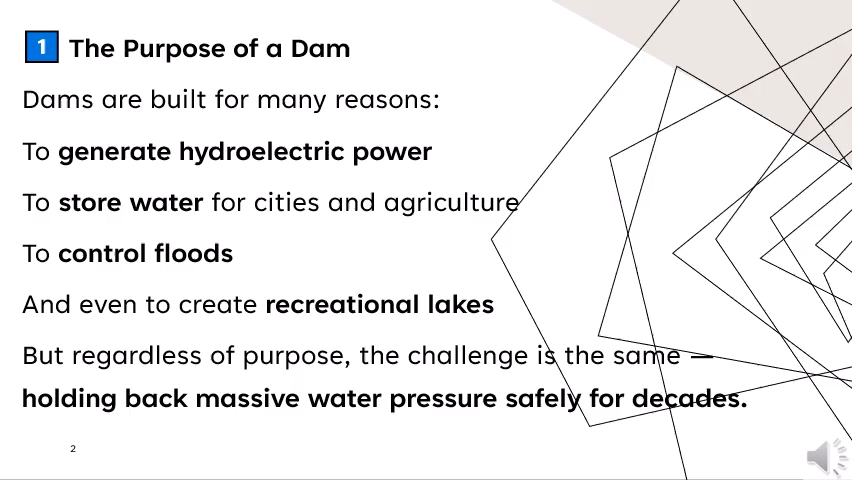 1 The Purpose of a Dam
Dams are built for many reasons:
To generate hydroelectric power
To store water for cities and agriculture
To control floods
And even to create recreational lakes
But regardless of purpose, the challenge is the same —
holding back massive water pressure safely for decades.
2